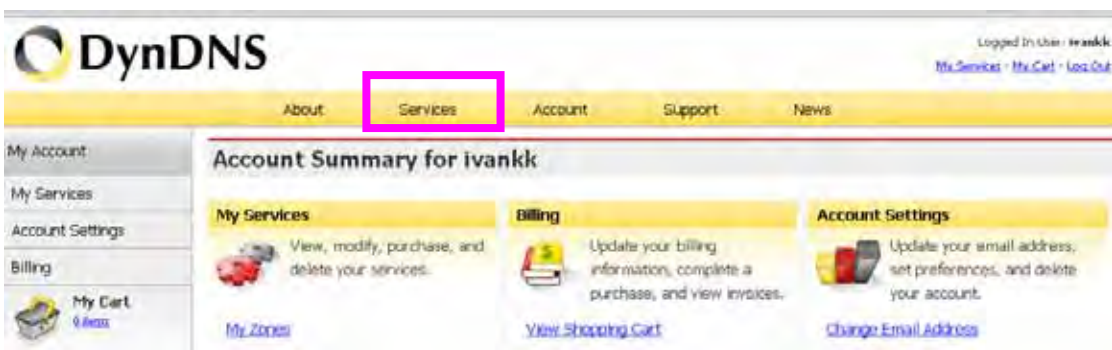 DynDNS
Logged In User: ivankk
My Services - My Cart - Log Out
About Services Account Support News
My Account
My Services
Account Settings
Billing
My Cart
0 items
Account Summary for ivankk
My Services
View, modify, purchase, and
delete your services.
My Zones
Billing
Update your billing
information, complete a
purchase, and view invoices.
View Shopping Cart
Account Settings
Update your email address,
set preferences, and delete
your account.
Change Email Address